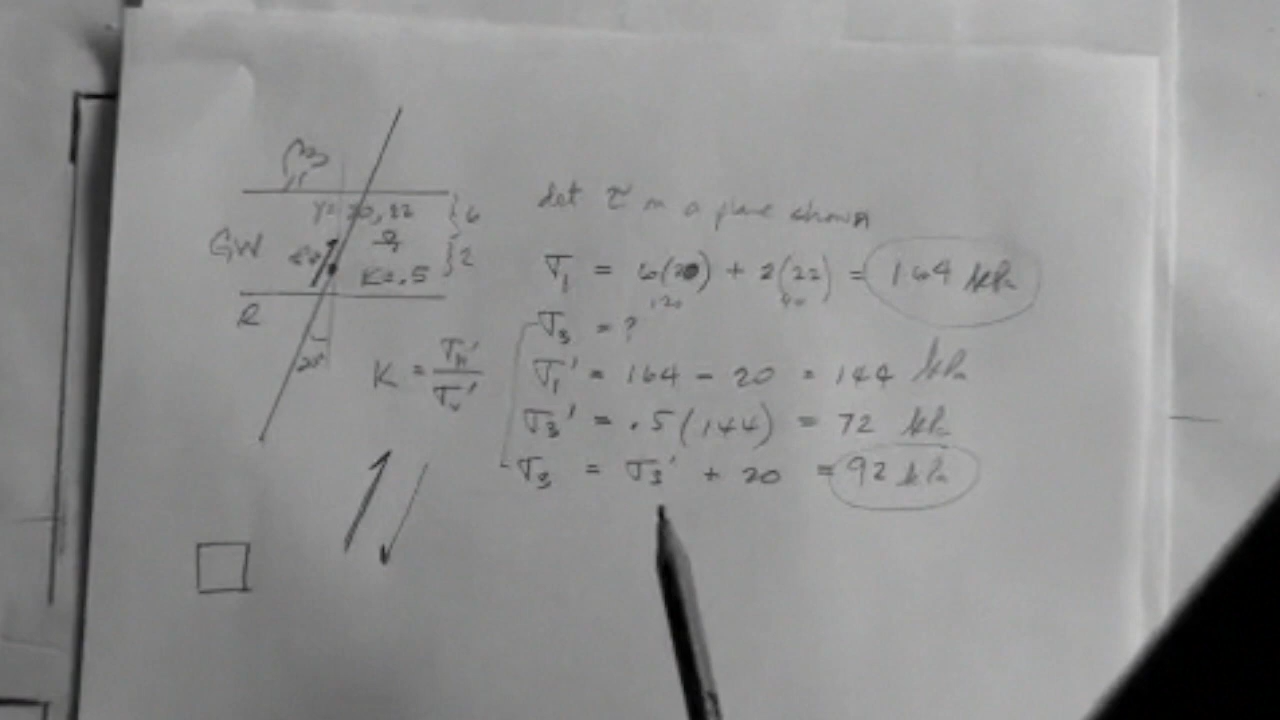 γ = 20, 22
}6
}2
GW
K=.5
R
25
det τ on a plane shown
σ₁ = 6(20) + 2(22) = 164 kPa
120
σ₃ = ?
K = σₕ'/σᵥ'
σ₁' = 164 - 20 = 144 kPa
σ₃' = .5(144) = 72 kPa
σ₃ = σ₃' + 20 = 92 kPa